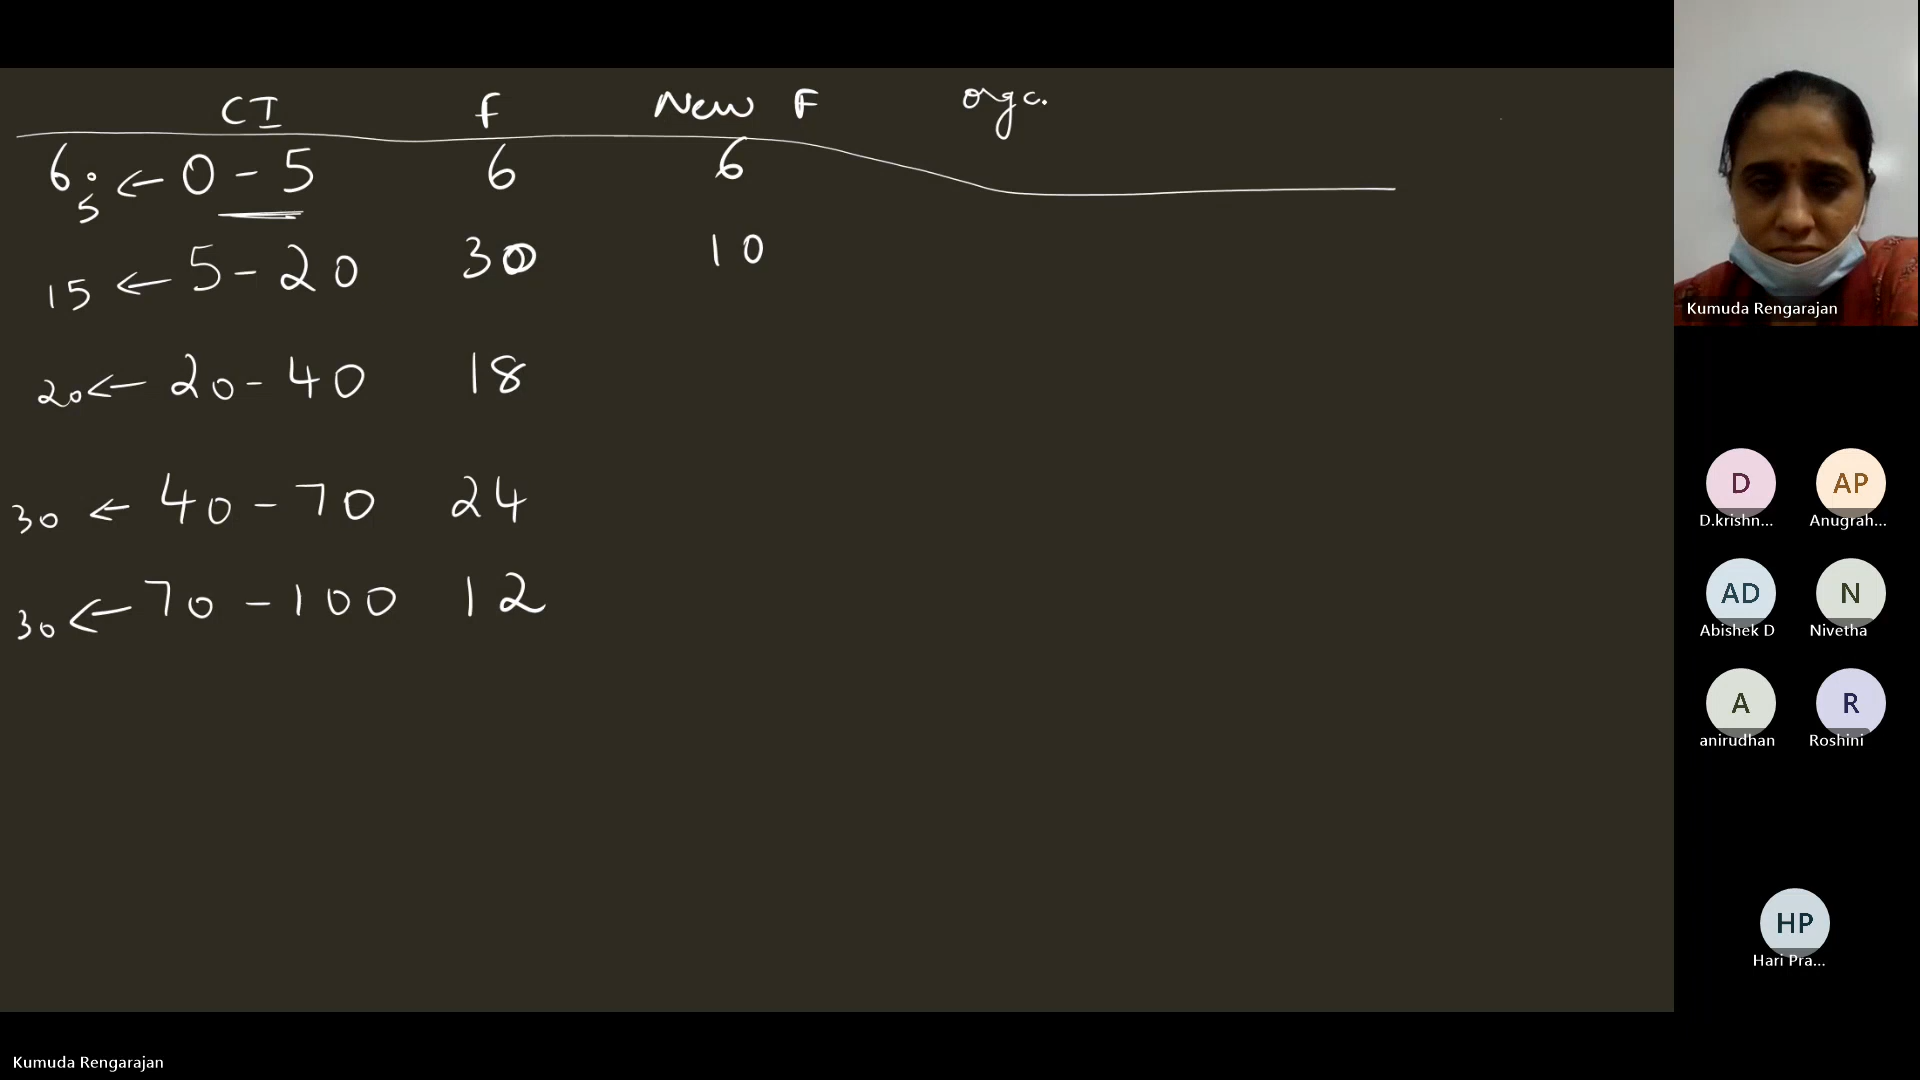 CI f New F orgc.
6. 5 ← 0 - 5 6 6
15 ← 5 - 20 30 10
20 ← 20 - 40 18
30 ← 40 - 70 24
30 ← 70 - 100 12
Kumuda Rengarajan
D
AP
D.krishn...
Anugrah...
AD
N
Abishek D
Nivetha
A
R
anirudhan
Roshini
HP
Hari Pra...
Kumuda Rengarajan